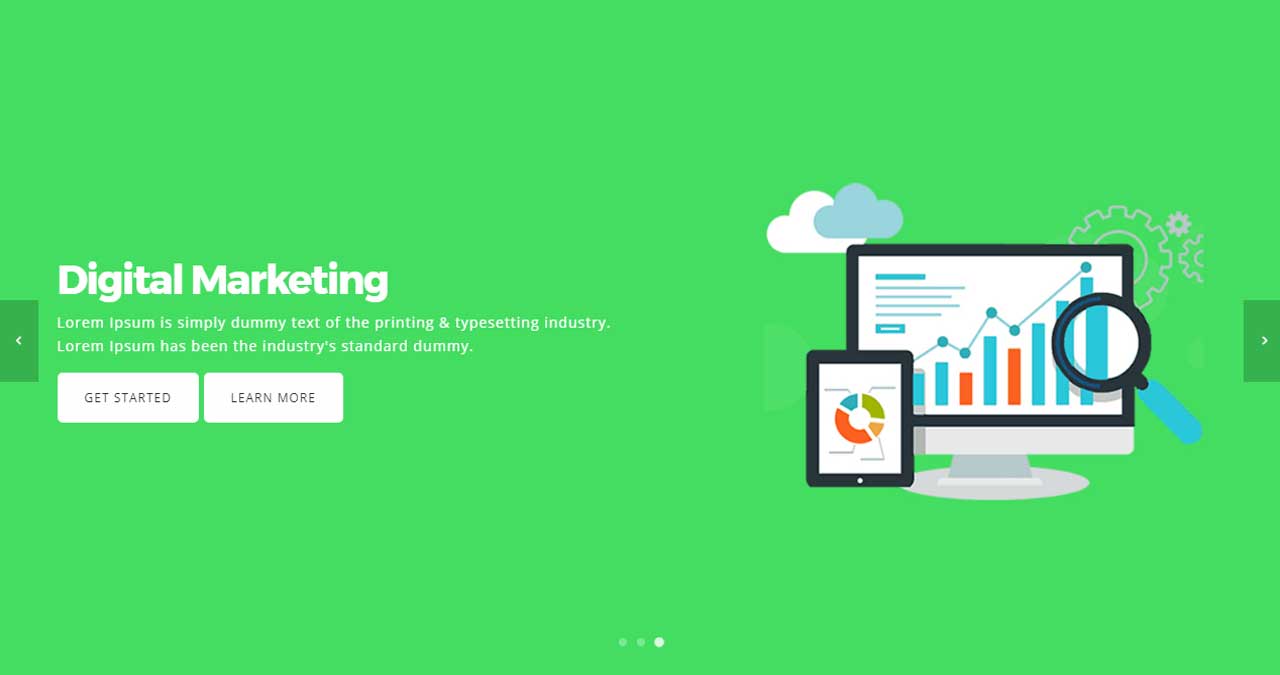 Digital Marketing
Lorem Ipsum is simply dummy text of the printing & typesetting industry.
Lorem Ipsum has been the industry's standard dummy.
GET STARTED LEARN MORE